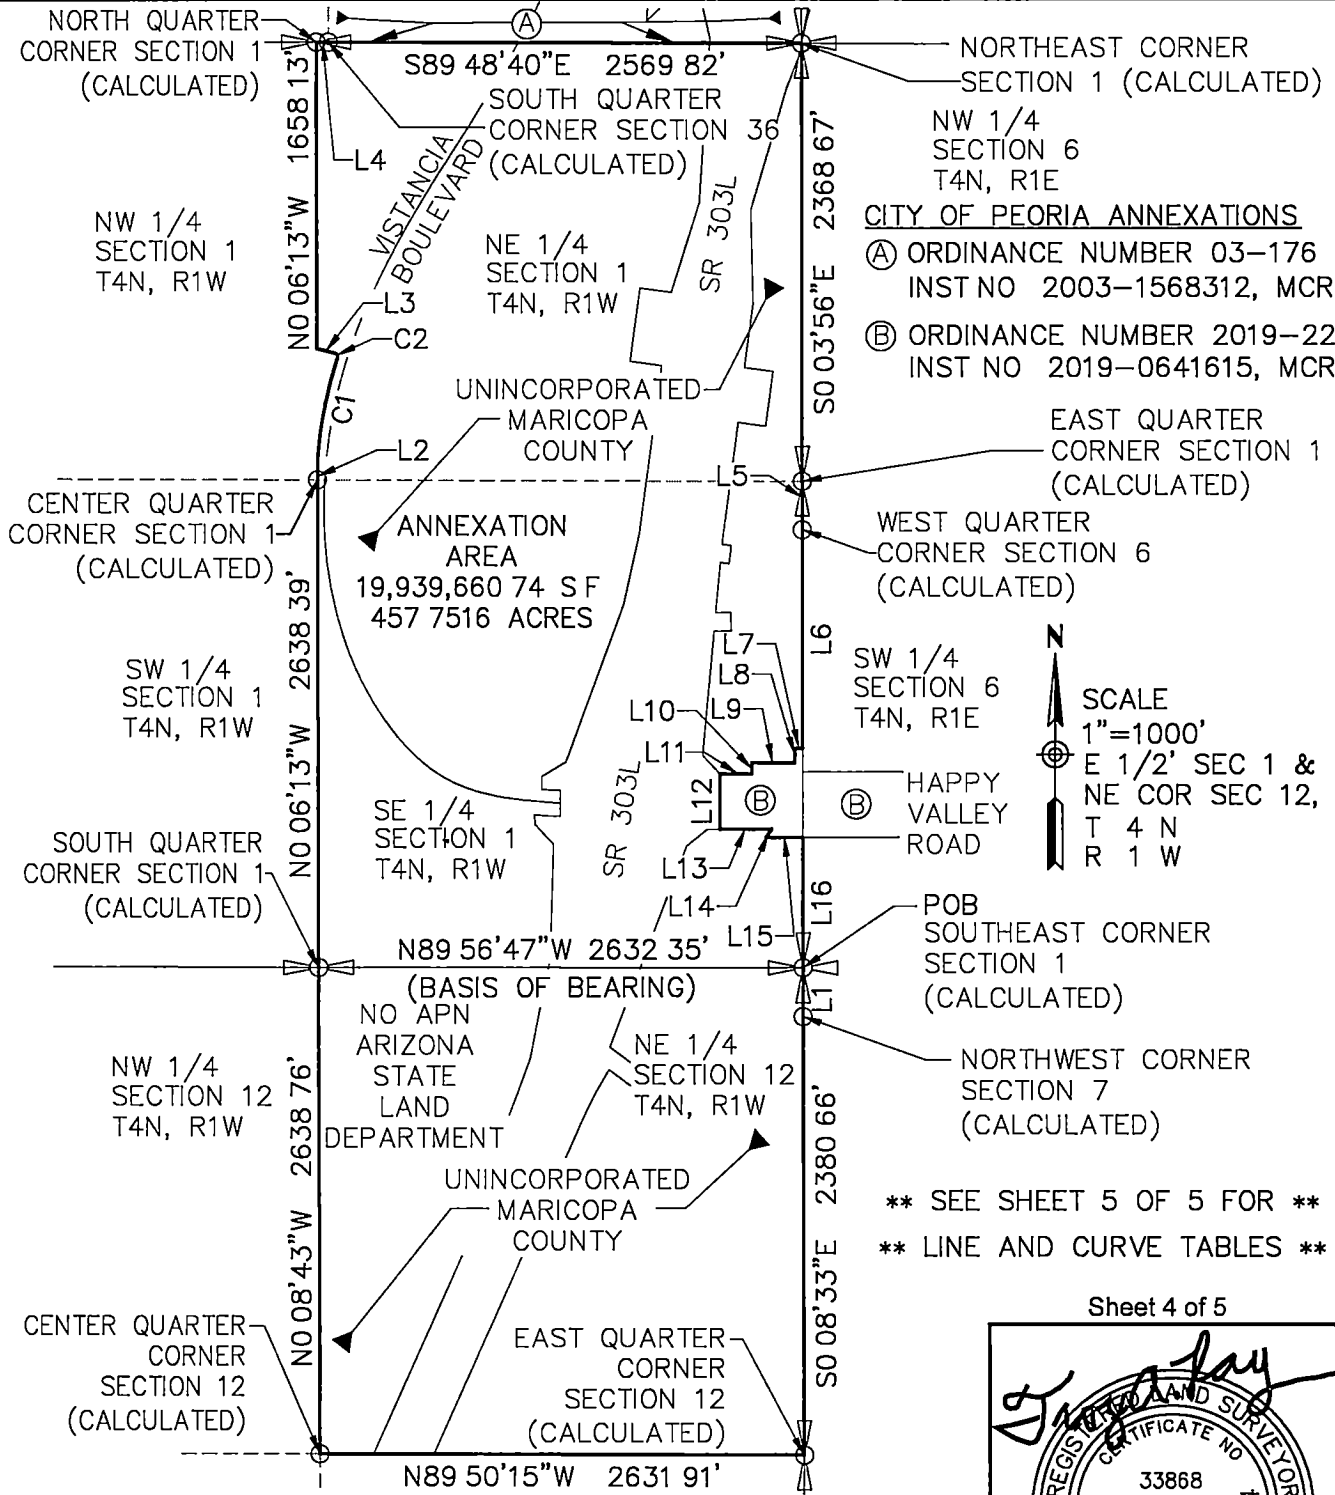 NORTH QUARTER
CORNER SECTION 1
(CALCULATED)
A
S89 48'40"E 2569 82'
NORTHEAST CORNER
SECTION 1 (CALCULATED)
SOUTH QUARTER
CORNER SECTION 36
(CALCULATED)
L4
N0 06'13"W 1658 13'
VISTANCIA
BOULEVARD
SR 303L
S0 03'56"E 2368 67'
NW 1/4
SECTION 6
T4N, R1E
CITY OF PEORIA ANNEXATIONS
A ORDINANCE NUMBER 03-176
INST NO 2003-1568312, MCR
B ORDINANCE NUMBER 2019-22
INST NO 2019-0641615, MCR
NW 1/4
SECTION 1
T4N, R1W
NE 1/4
SECTION 1
T4N, R1W
L3
C2
C1
UNINCORPORATED
MARICOPA
COUNTY
L2
L5
EAST QUARTER
CORNER SECTION 1
(CALCULATED)
CENTER QUARTER
CORNER SECTION 1
(CALCULATED)
ANNEXATION
AREA
19,939,660 74 S F
457 7516 ACRES
WEST QUARTER
CORNER SECTION 6
(CALCULATED)
N0 06'13"W 2638 39'
SW 1/4
SECTION 1
T4N, R1W
L6
L7
L8
L9
L10
L11
L12
L13
L14
L15
L16
SW 1/4
SECTION 6
T4N, R1E
N
SCALE
1"=1000'
E 1/2' SEC 1 &
NE COR SEC 12,
T 4 N
R 1 W
B
B
HAPPY
VALLEY
ROAD
SE 1/4
SECTION 1
T4N, R1W
SR 303L
SOUTH QUARTER
CORNER SECTION 1
(CALCULATED)
POB
SOUTHEAST CORNER
SECTION 1
(CALCULATED)
N89 56'47"W 2632 35'
(BASIS OF BEARING)
L1
NO APN
ARIZONA
STATE
LAND
DEPARTMENT
NE 1/4
SECTION 12
T4N, R1W
NORTHWEST CORNER
SECTION 7
(CALCULATED)
NW 1/4
SECTION 12
T4N, R1W
N0 08'43"W 2638 76'
S0 08'33"E 2380 66'
UNINCORPORATED
MARICOPA
COUNTY
** SEE SHEET 5 OF 5 FOR **
** LINE AND CURVE TABLES **
CENTER QUARTER
CORNER
SECTION 12
(CALCULATED)
EAST QUARTER
CORNER
SECTION 12
(CALCULATED)
N89 50'15"W 2631 91'
Sheet 4 of 5
REGISTERED LAND SURVEYOR
CERTIFICATE NO
33868